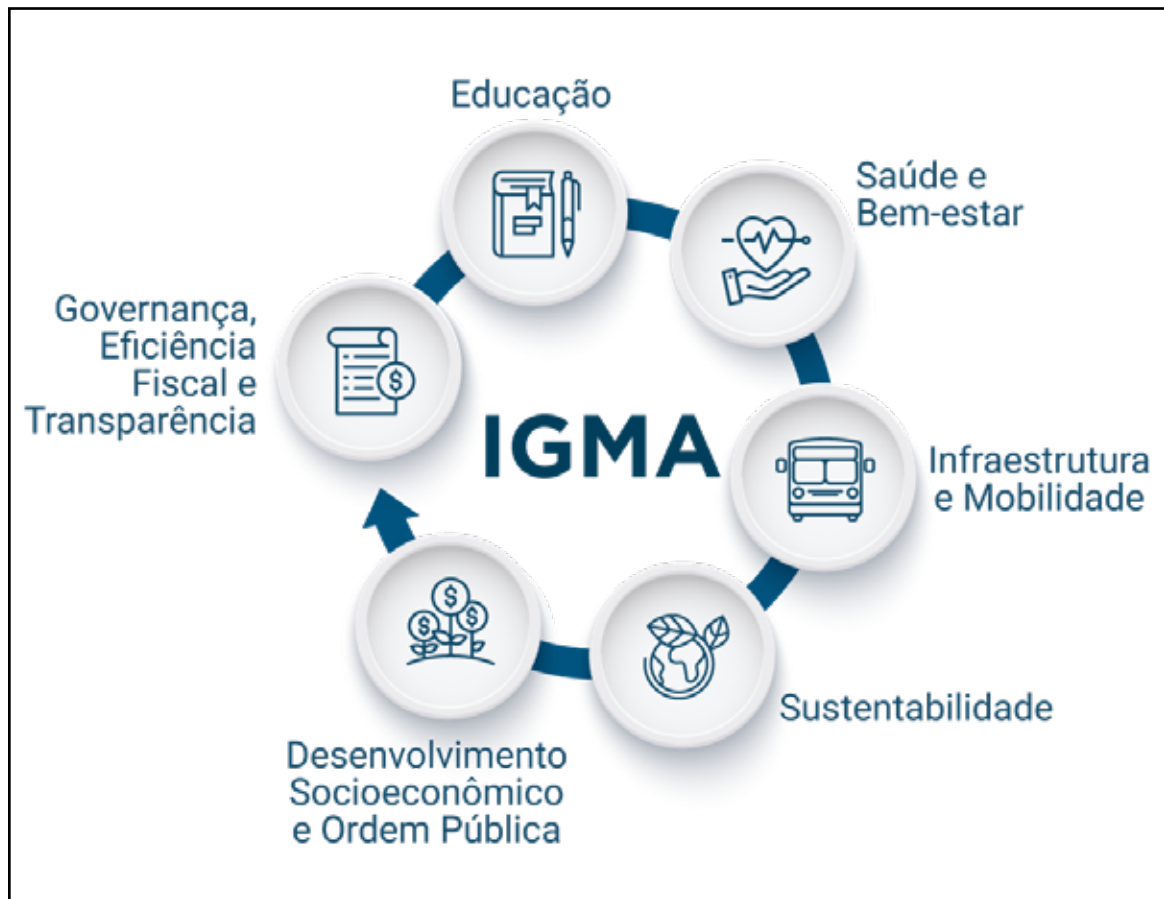 Educação
Saúde e
Bem-estar
Governança,
Eficiência
Fiscal e
Transparência
IGMA
Infraestrutura
e Mobilidade
Sustentabilidade
Desenvolvimento
Socioeconômico
e Ordem Pública
$
$
$
$